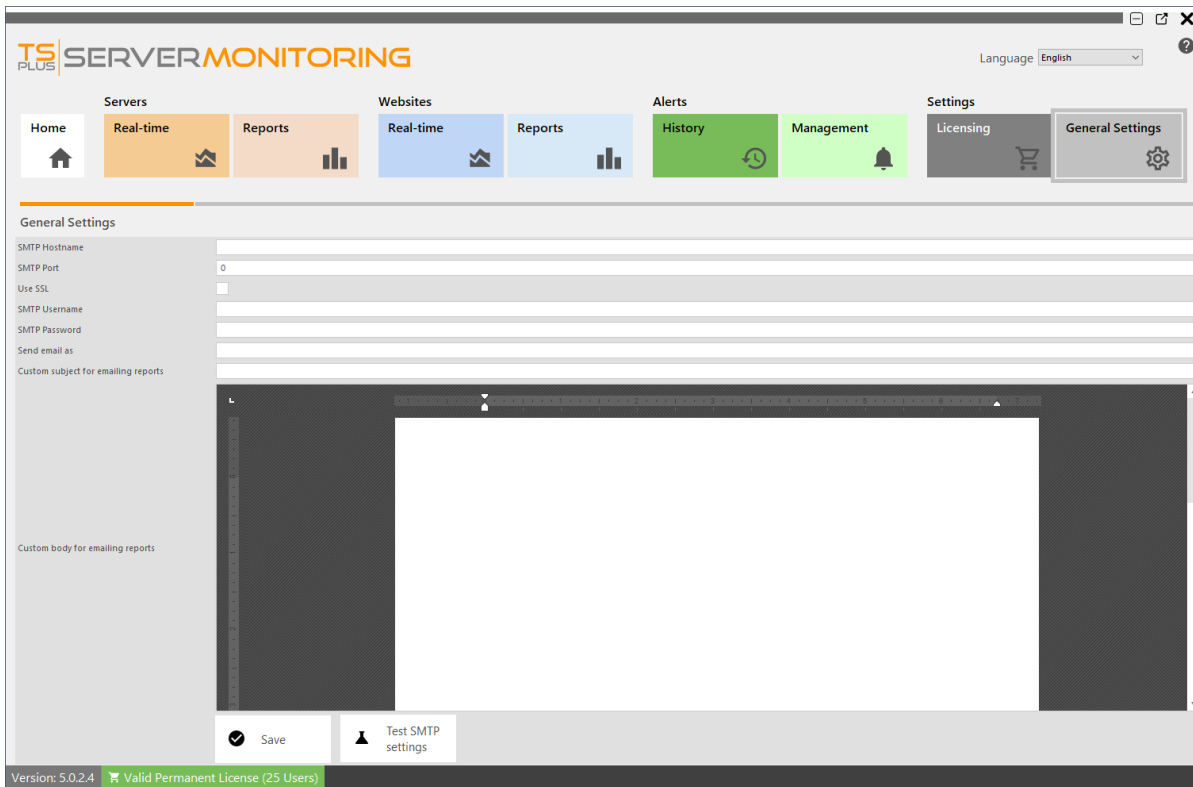 TS PLUS SERVERMONITORING
Language English
Servers Websites Alerts Settings
Home Real-time Reports Real-time Reports History Management Licensing General Settings
General Settings
SMTP Hostname
SMTP Port 0
Use SSL
SMTP Username
SMTP Password
Send email as
Custom subject for emailing reports
Custom body for emailing reports
Save
Test SMTP
settings
Version: 5.0.2.4 Valid Permanent License (25 Users)